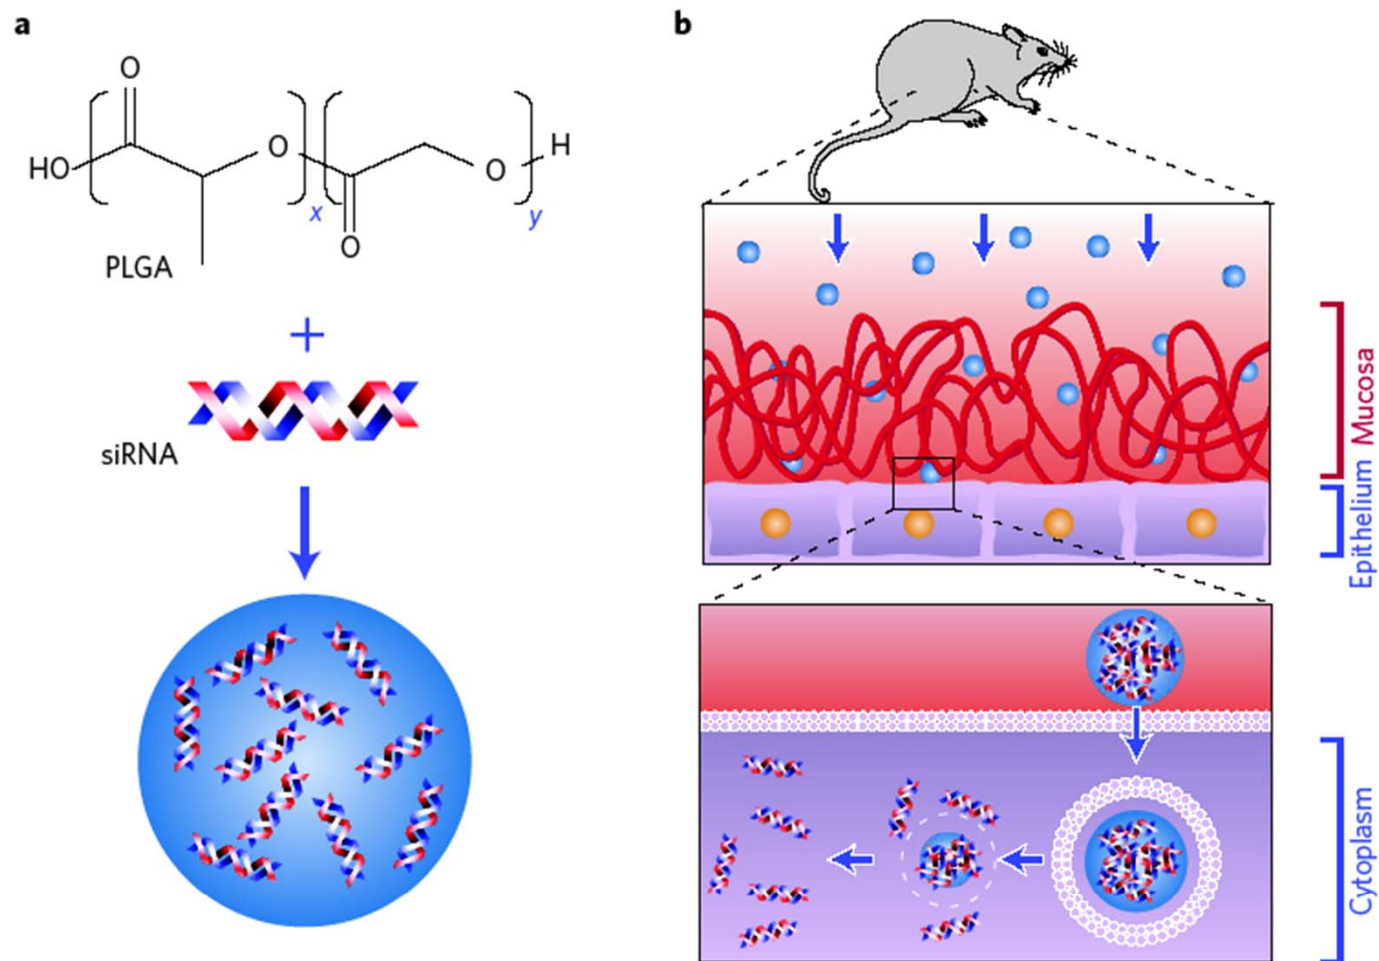 a
O
HO
O
O
H
x
y
O
PLGA
+
siRNA
b
Mucosa
Epithelium
Cytoplasm